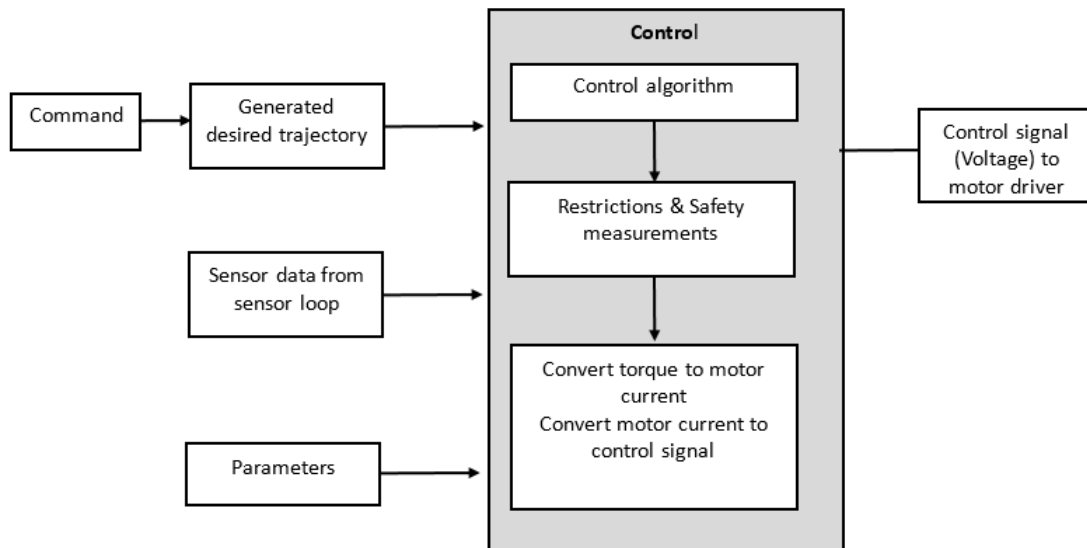 Control
Control algorithm
Command
Generated
desired trajectory
Control signal
(Voltage) to
motor driver
Restrictions & Safety
measurements
Sensor data from
sensor loop
Convert torque to motor
current
Convert motor current to
control signal
Parameters